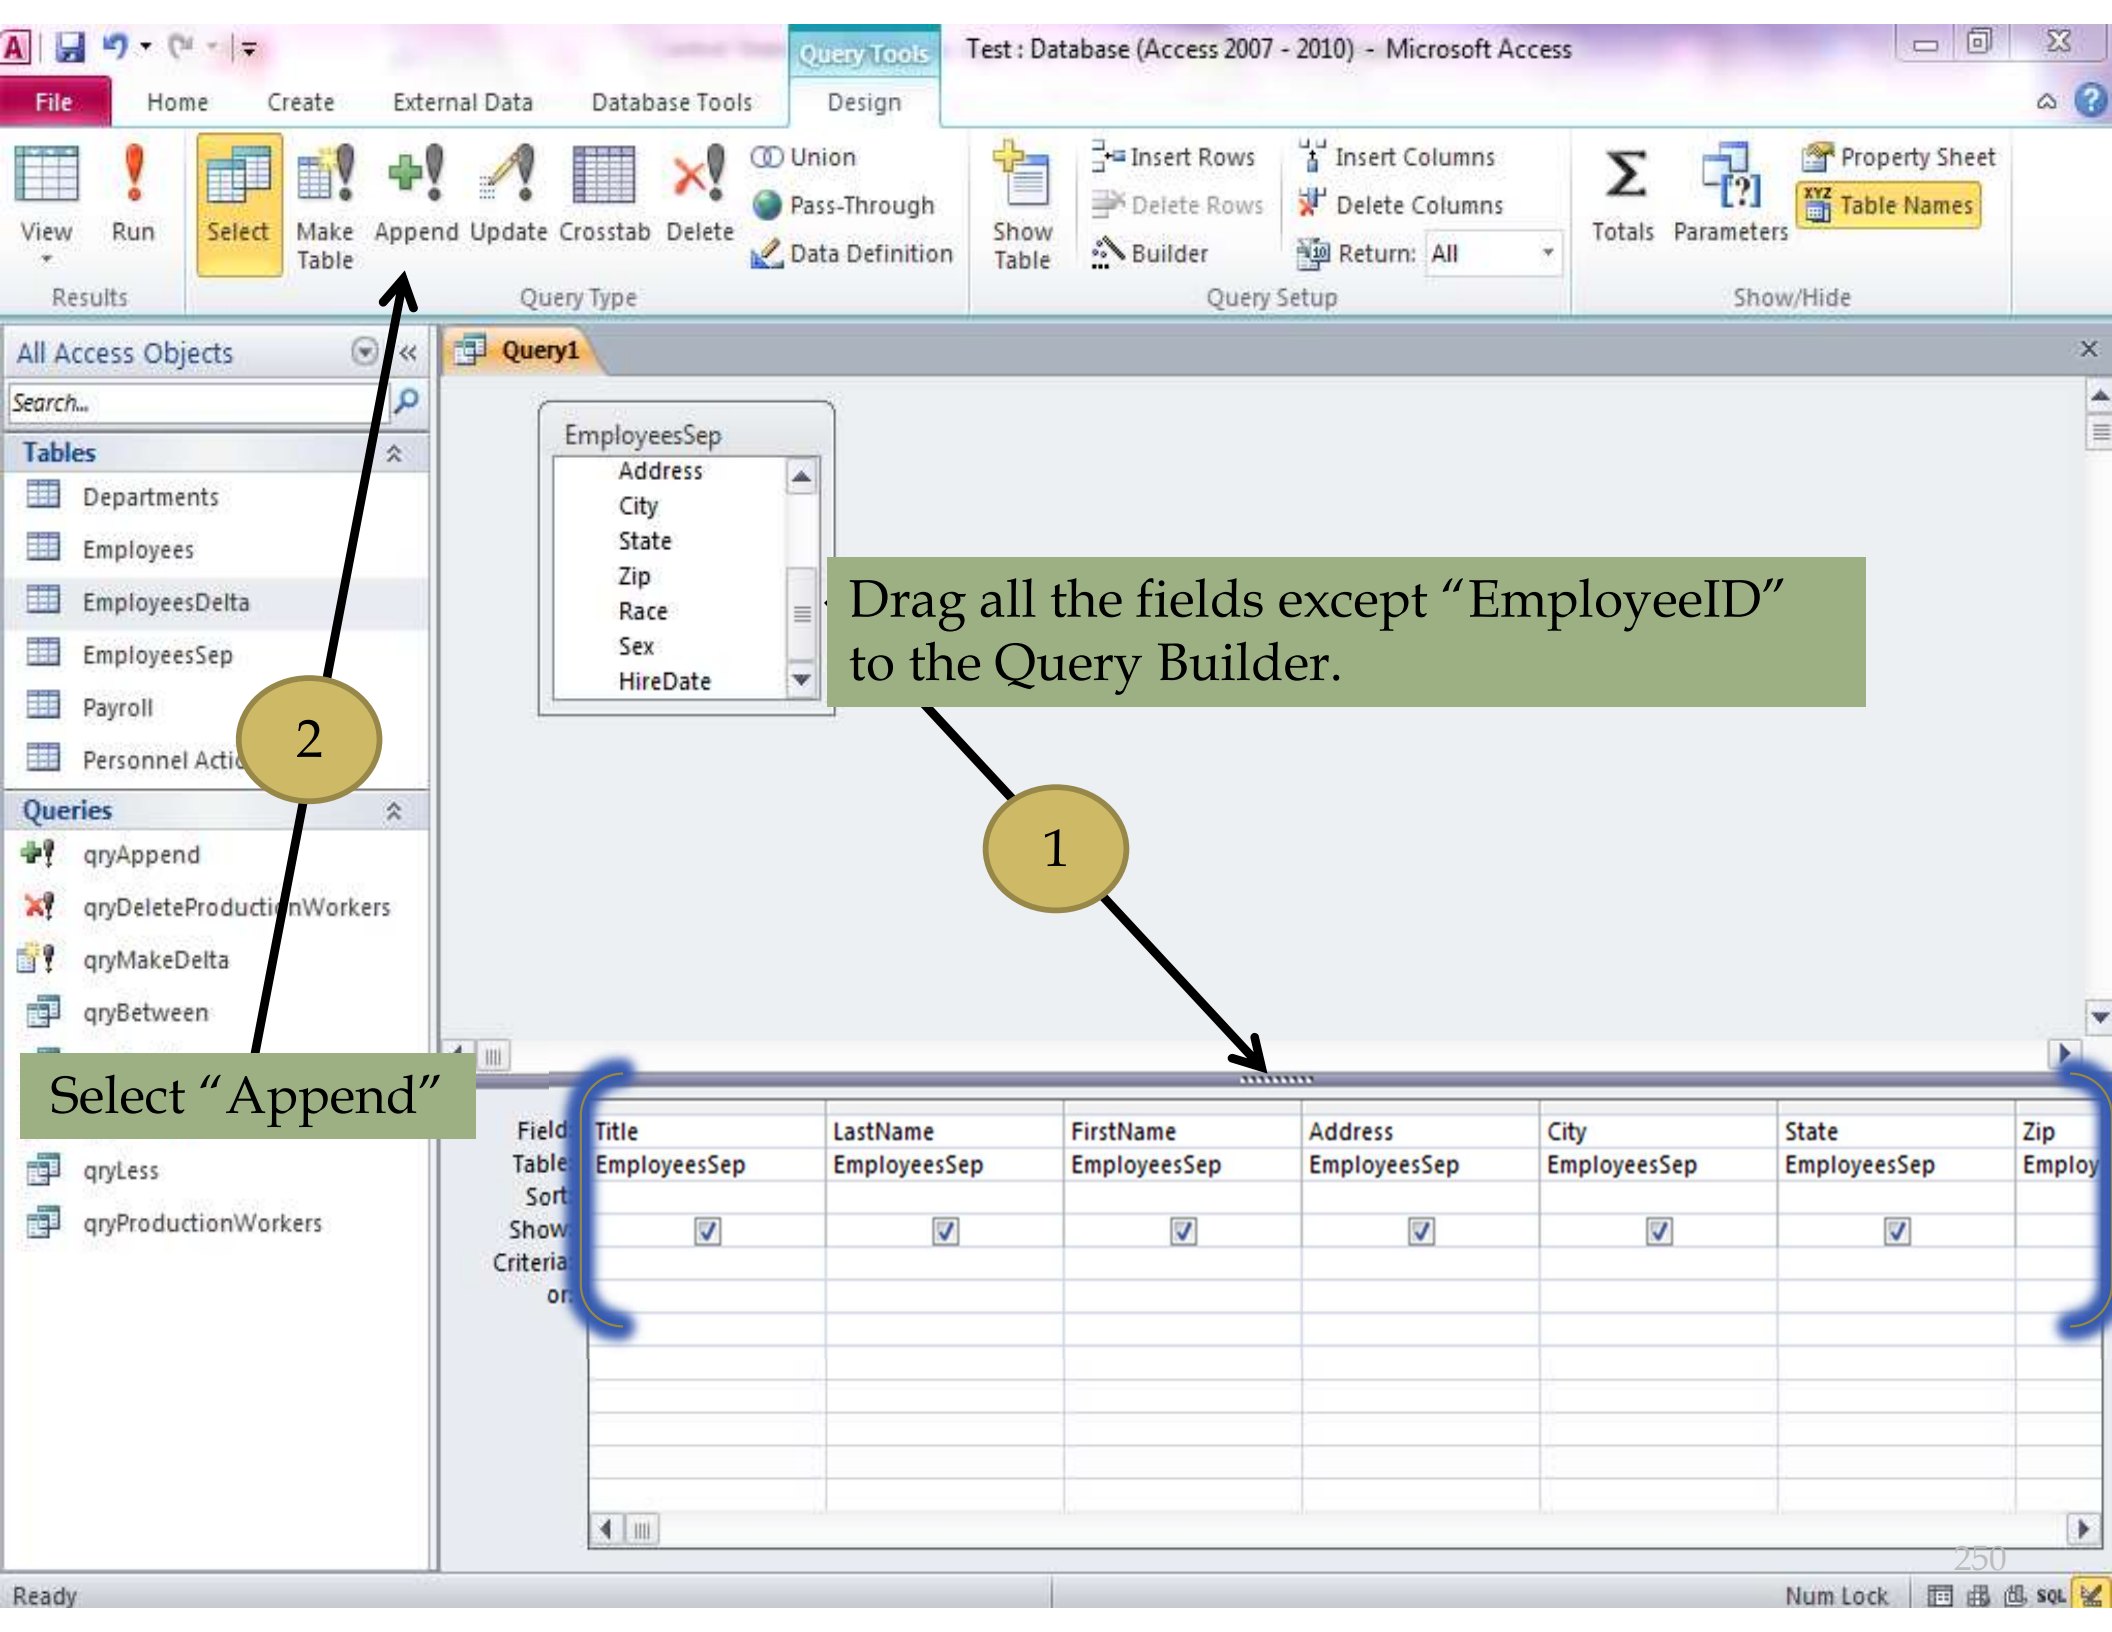 Query Tools
Test : Database (Access 2007 - 2010) - Microsoft Access
File Home Create External Data Database Tools Design
View Run Select Make Table Append Update Crosstab Delete
Union
Pass-Through
Data Definition
Show Table
Insert Rows
Delete Rows
Builder
Insert Columns
Delete Columns
Return: All
Totals Parameters
Property Sheet
Table Names
Results Query Type Query Setup Show/Hide
All Access Objects
Search...
Tables
Departments
Employees
EmployeesDelta
EmployeesSep
Payroll
Personnel Actio
Queries
qryAppend
qryDeleteProductionWorkers
qryMakeDelta
qryBetween
qryLess
qryProductionWorkers
Query1
EmployeesSep
Address
City
State
Zip
Race
Sex
HireDate
Drag all the fields except “EmployeeID”
to the Query Builder.
2
1
Select “Append”
Field: Title LastName FirstName Address City State Zip
Table: EmployeesSep EmployeesSep EmployeesSep EmployeesSep EmployeesSep EmployeesSep Employ
Sort:
Show:
Criteria:
or:
250
Ready
Num Lock SQL